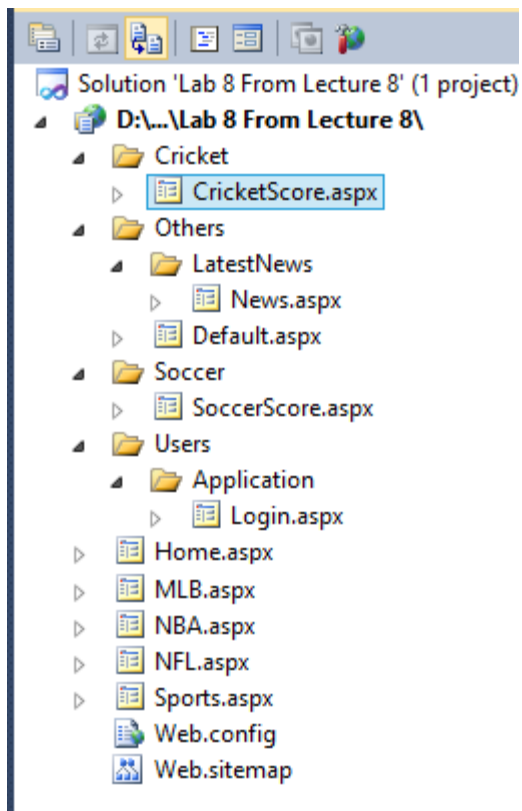 Solution 'Lab 8 From Lecture 8' (1 project)
D:\...\Lab 8 From Lecture 8\
Cricket
CricketScore.aspx
Others
LatestNews
News.aspx
Default.aspx
Soccer
SoccerScore.aspx
Users
Application
Login.aspx
Home.aspx
MLB.aspx
NBA.aspx
NFL.aspx
Sports.aspx
Web.config
Web.sitemap